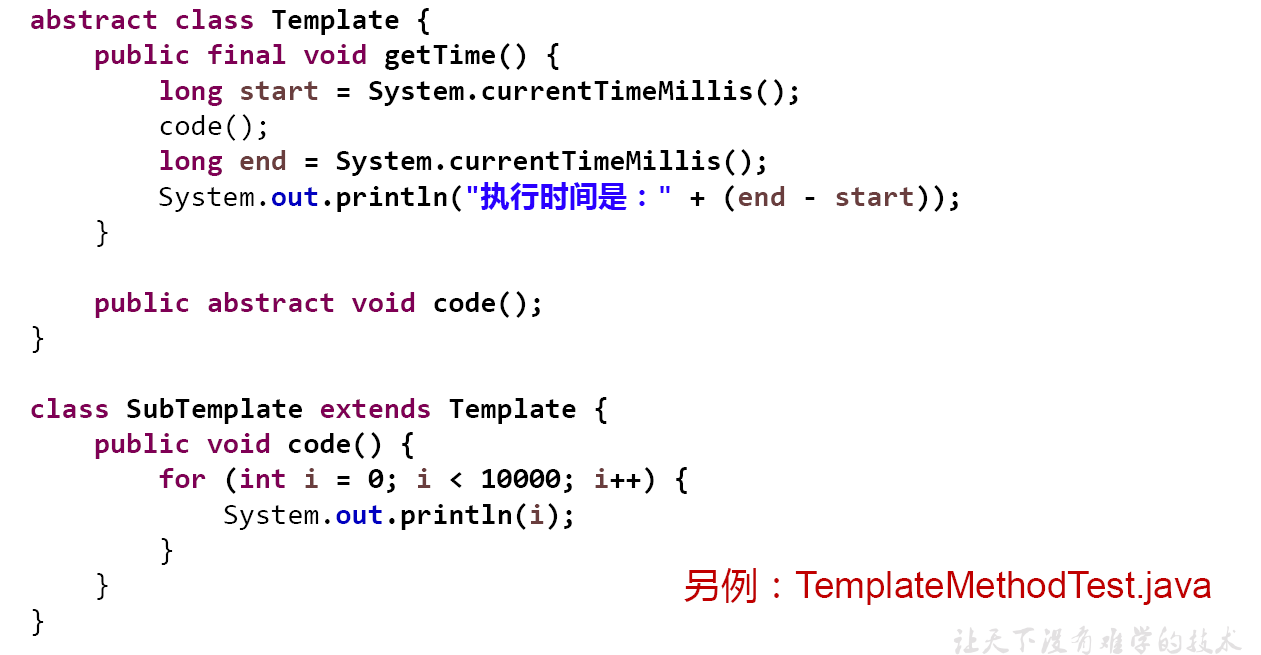 abstract class Template {
    public final void getTime() {
        long start = System.currentTimeMillis();
        code();
        long end = System.currentTimeMillis();
        System.out.println("执行时间是：" + (end - start));
    }

    public abstract void code();
}

class SubTemplate extends Template {
    public void code() {
        for (int i = 0; i < 10000; i++) {
            System.out.println(i);
        }
    }
}
另例：TemplateMethodTest.java
让天下没有难学的技术